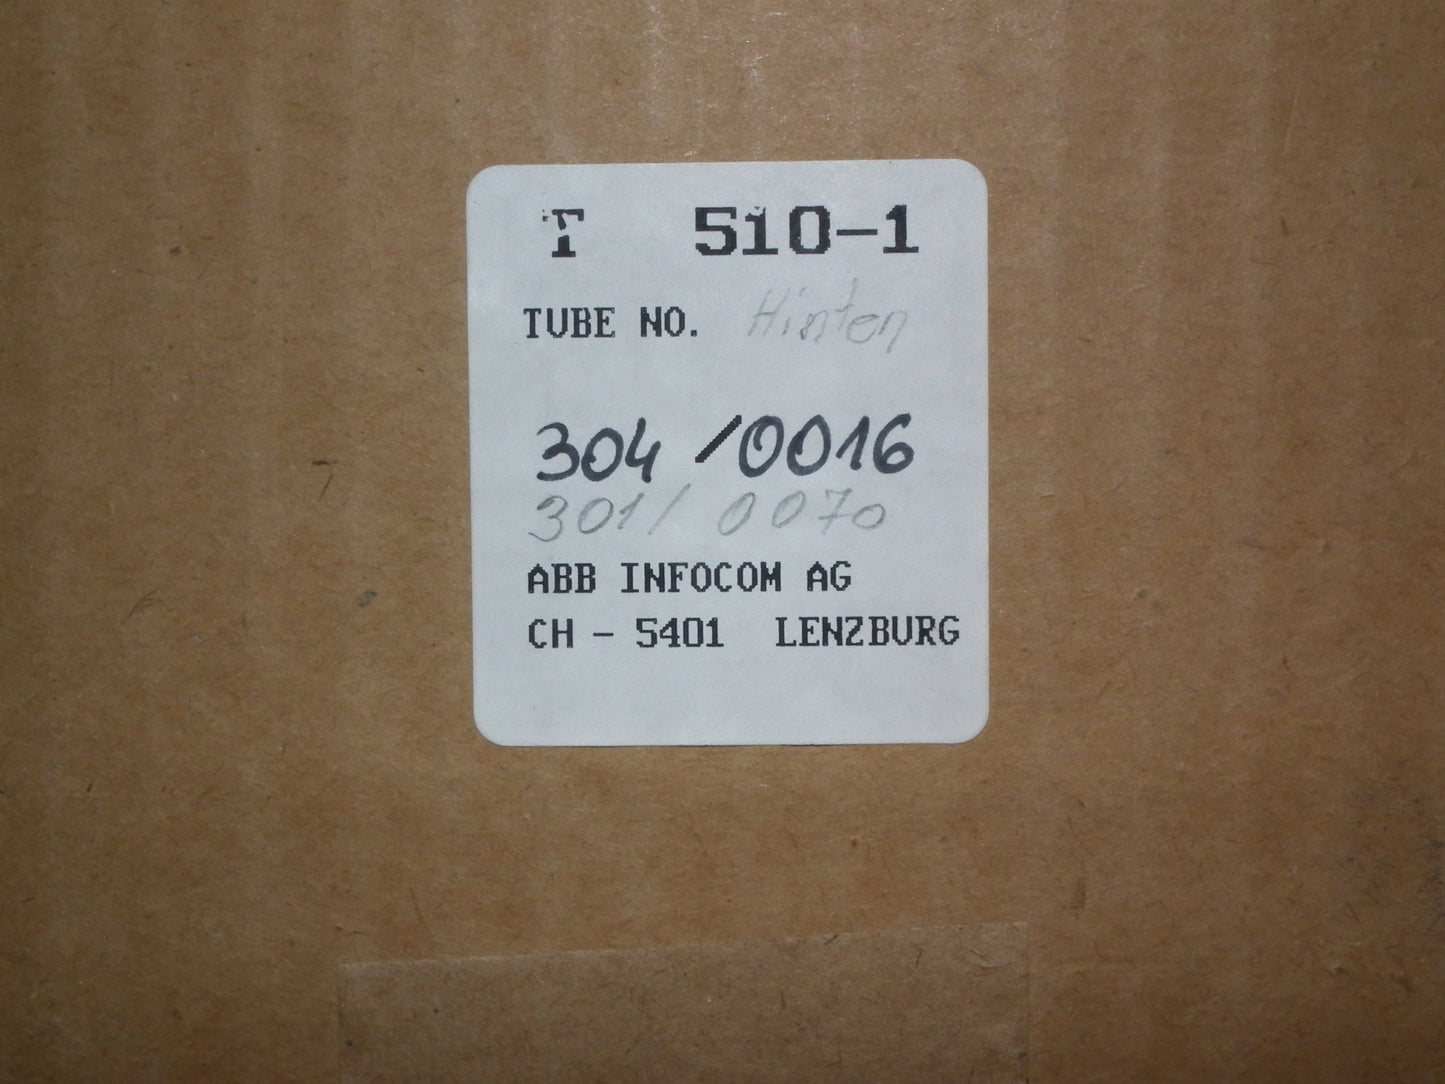 T 510-1
TUBE NO. Hinten
304/0016
301/0070
ABB INFOCOM AG
CH - 5401 LENZBURG